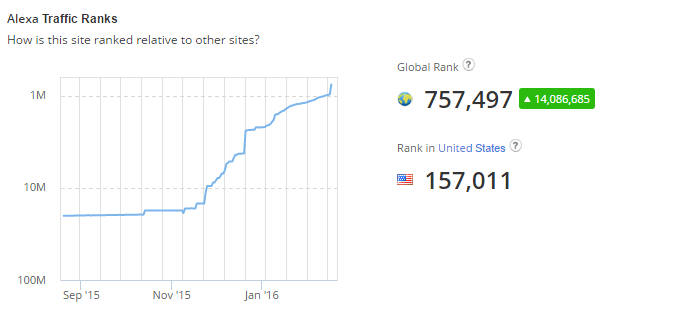 Alexa Traffic Ranks
How is this site ranked relative to other sites?
Global Rank ?
757,497 ▲ 14,086,685
Rank in United States ?
157,011
1M
10M
100M
Sep '15 Nov '15 Jan '16